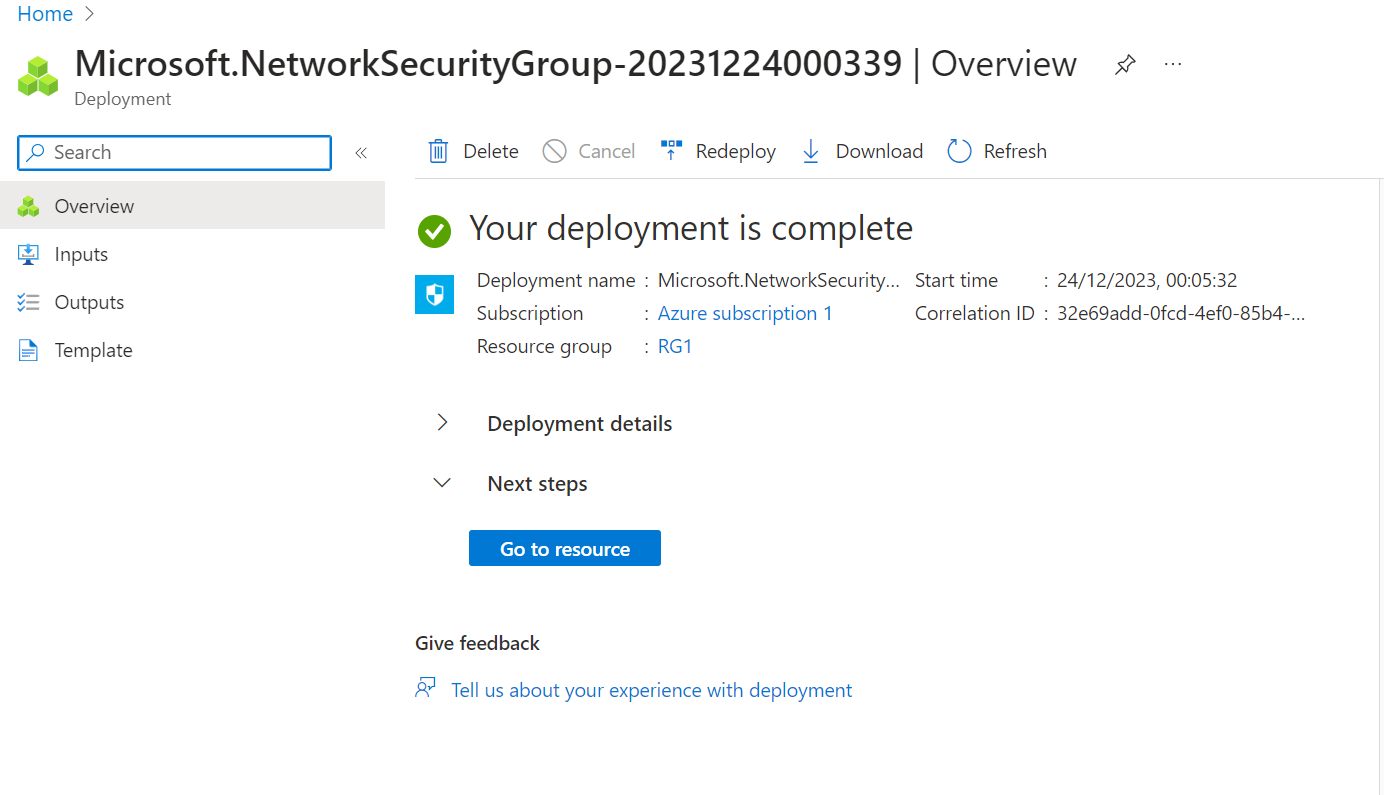 Home
Microsoft.NetworkSecurityGroup-20231224000339 | Overview
Deployment
Search
Delete Cancel Redeploy Download Refresh
Overview
Inputs
Outputs
Template
Your deployment is complete
Deployment name : Microsoft.NetworkSecurity... Start time : 24/12/2023, 00:05:32
Subscription : Azure subscription 1 Correlation ID : 32e69add-0fcd-4ef0-85b4-...
Resource group : RG1
Deployment details
Next steps
Go to resource
Give feedback
Tell us about your experience with deployment